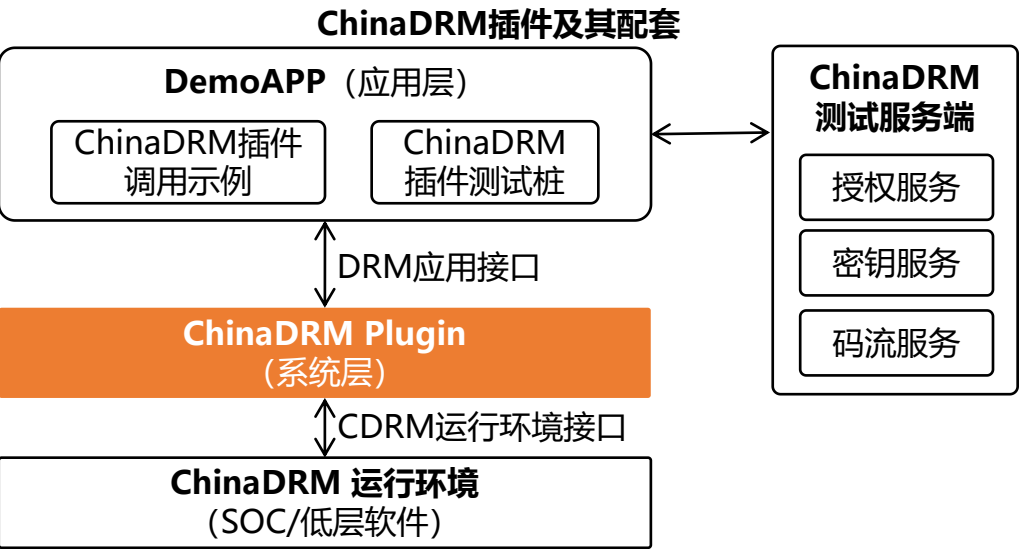 ChinaDRM插件及其配套
DemoAPP（应用层）
ChinaDRM插件
调用示例
ChinaDRM
插件测试桩
ChinaDRM
测试服务端
授权服务
密钥服务
码流服务
DRM应用接口
ChinaDRM Plugin
（系统层）
CDRM运行环境接口
ChinaDRM 运行环境
（SOC/低层软件）